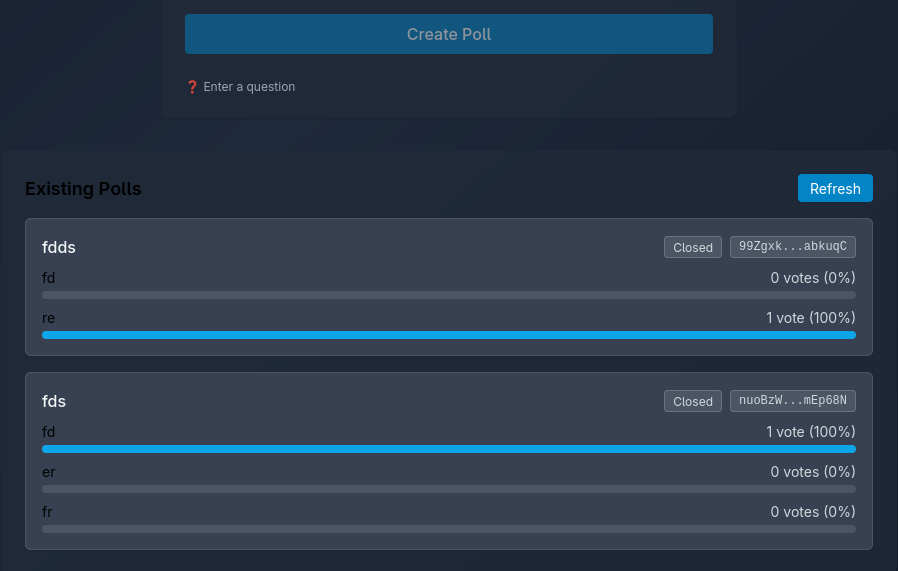 Create Poll
❓ Enter a question
Existing Polls
Refresh
fdds
Closed
99Zgxk...abkuqC
fd
0 votes (0%)
re
1 vote (100%)
fds
Closed
nuoBzW...mEp68N
fd
1 vote (100%)
er
0 votes (0%)
fr
0 votes (0%)